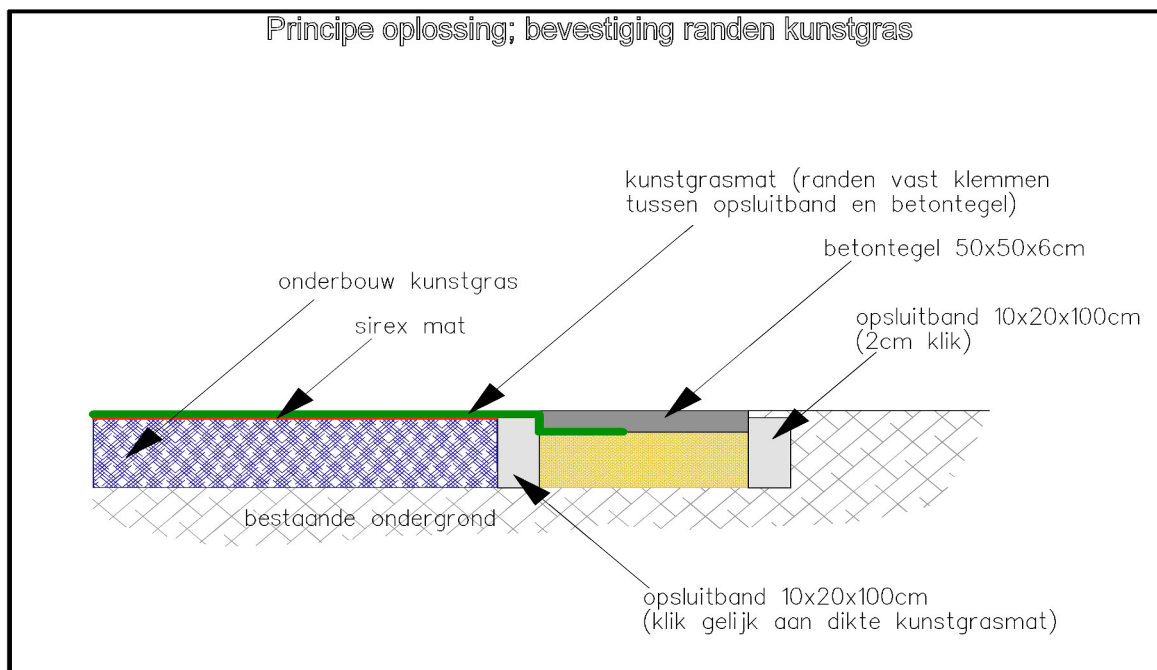 Principe oplossing; bevestiging randen kunstgras
kunstgrasmat (randen vast klemmen
tussen opsluitband en betontegel)
betontegel 50x50x6cm
onderbouw kunstgras
sirex mat
opsluitband 10x20x100cm
(2cm klik)
bestaande ondergrond
opsluitband 10x20x100cm
(klik gelijk aan dikte kunstgrasmat)